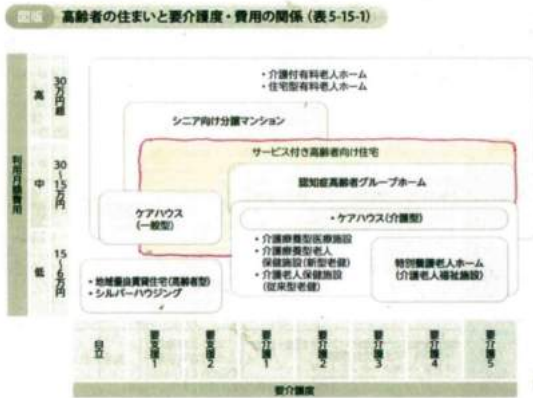 図版 高齢者の住まいと要介護度・費用の関係（表5-15-1）
・介護付有料老人ホーム
・住宅型有料老人ホーム
シニア向け分譲マンション
サービス付き高齢者向け住宅
認知症高齢者グループホーム
ケアハウス
（一般型）
・ケアハウス（介護型）
・介護療養型医療施設
・介護療養型老人
保健施設（新型老健）
・介護老人保健施設
（従来型老健）
特別養護老人ホーム
（介護老人福祉施設）
・地域優良賃貸住宅（高齢者型）
・シルバーハウジング
利用月額費用
高
30万円超
中
30～15万円
低
15～6万円
自立
要支援1
要支援2
要介護1
要介護2
要介護3
要介護4
要介護5
要介護度